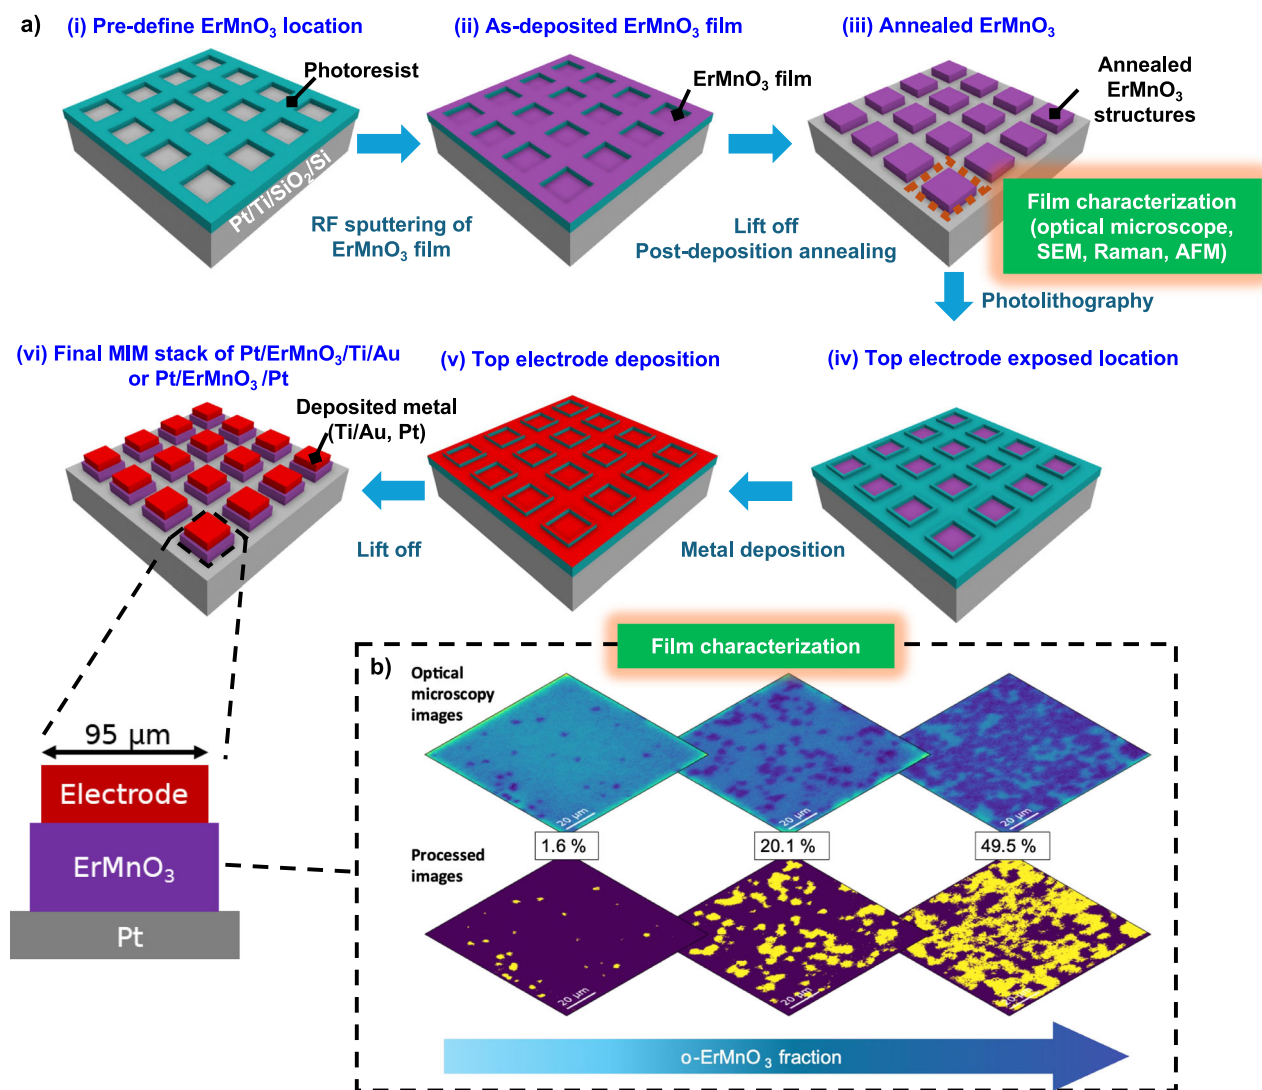 a)
(i) Pre-define ErMnO₃ location
Photoresist
Pt/Ti/SiO₂/Si
RF sputtering of
ErMnO₃ film
(ii) As-deposited ErMnO₃ film
ErMnO₃ film
Lift off
Post-deposition annealing
(iii) Annealed ErMnO₃
Annealed
ErMnO₃
structures
Film characterization
(optical microscope,
SEM, Raman, AFM)
Photolithography
(iv) Top electrode exposed location
Metal deposition
(v) Top electrode deposition
Lift off
(vi) Final MIM stack of Pt/ErMnO₃/Ti/Au
or Pt/ErMnO₃/Pt
Deposited metal
(Ti/Au, Pt)
95 μm
Electrode
ErMnO₃
Pt
b)
Film characterization
Optical
microscopy
images
20 μm
20 μm
20 μm
1.6 %
20.1 %
49.5 %
Processed
images
20 μm
20 μm
20 μm
o-ErMnO₃ fraction